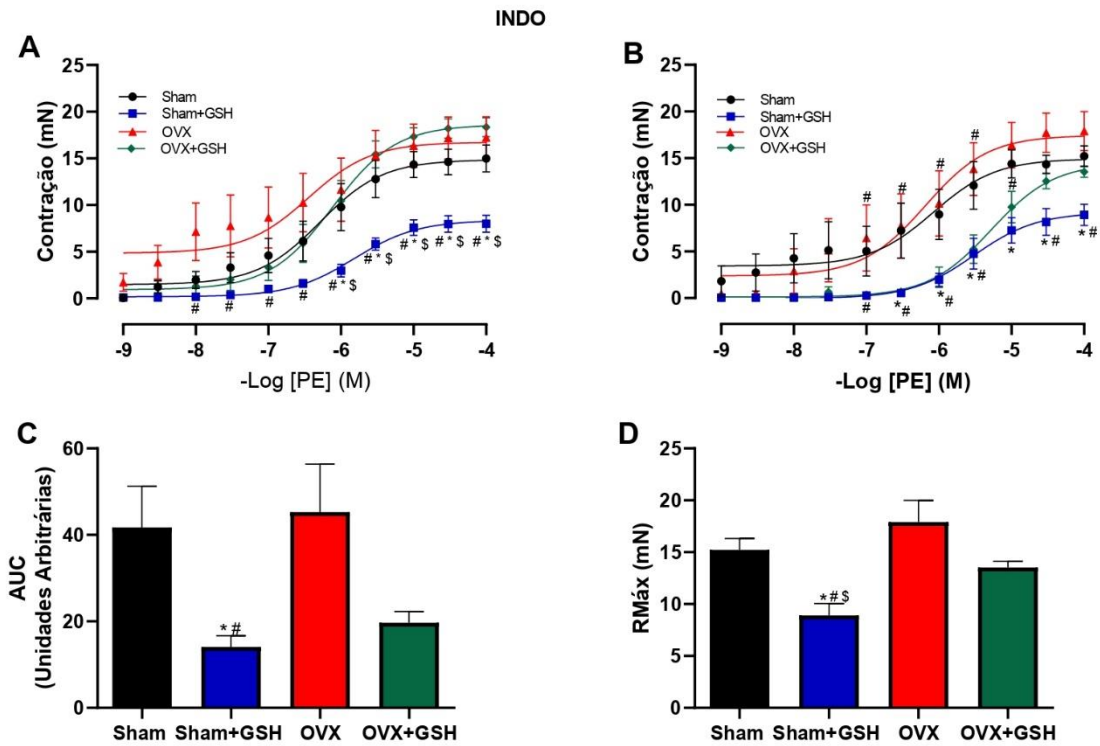 INDO
A
25
20
15
10
5
0
Contração (mN)
Sham
Sham+GSH
OVX
OVX+GSH
# # # # #*$ #*$ #*$ #*$ #*$
-9 -8 -7 -6 -5 -4
-Log [PE] (M)
B
25
20
15
10
5
0
Contração (mN)
Sham
Sham+GSH
OVX
OVX+GSH
# # # # #
# *# *# *# * *# *#
-9 -8 -7 -6 -5 -4
-Log [PE] (M)
C
60
40
20
0
AUC
(Unidades Arbitrárias)
*#
Sham Sham+GSH OVX OVX+GSH
D
25
20
15
10
5
0
RMáx (mN)
*#$
Sham Sham+GSH OVX OVX+GSH